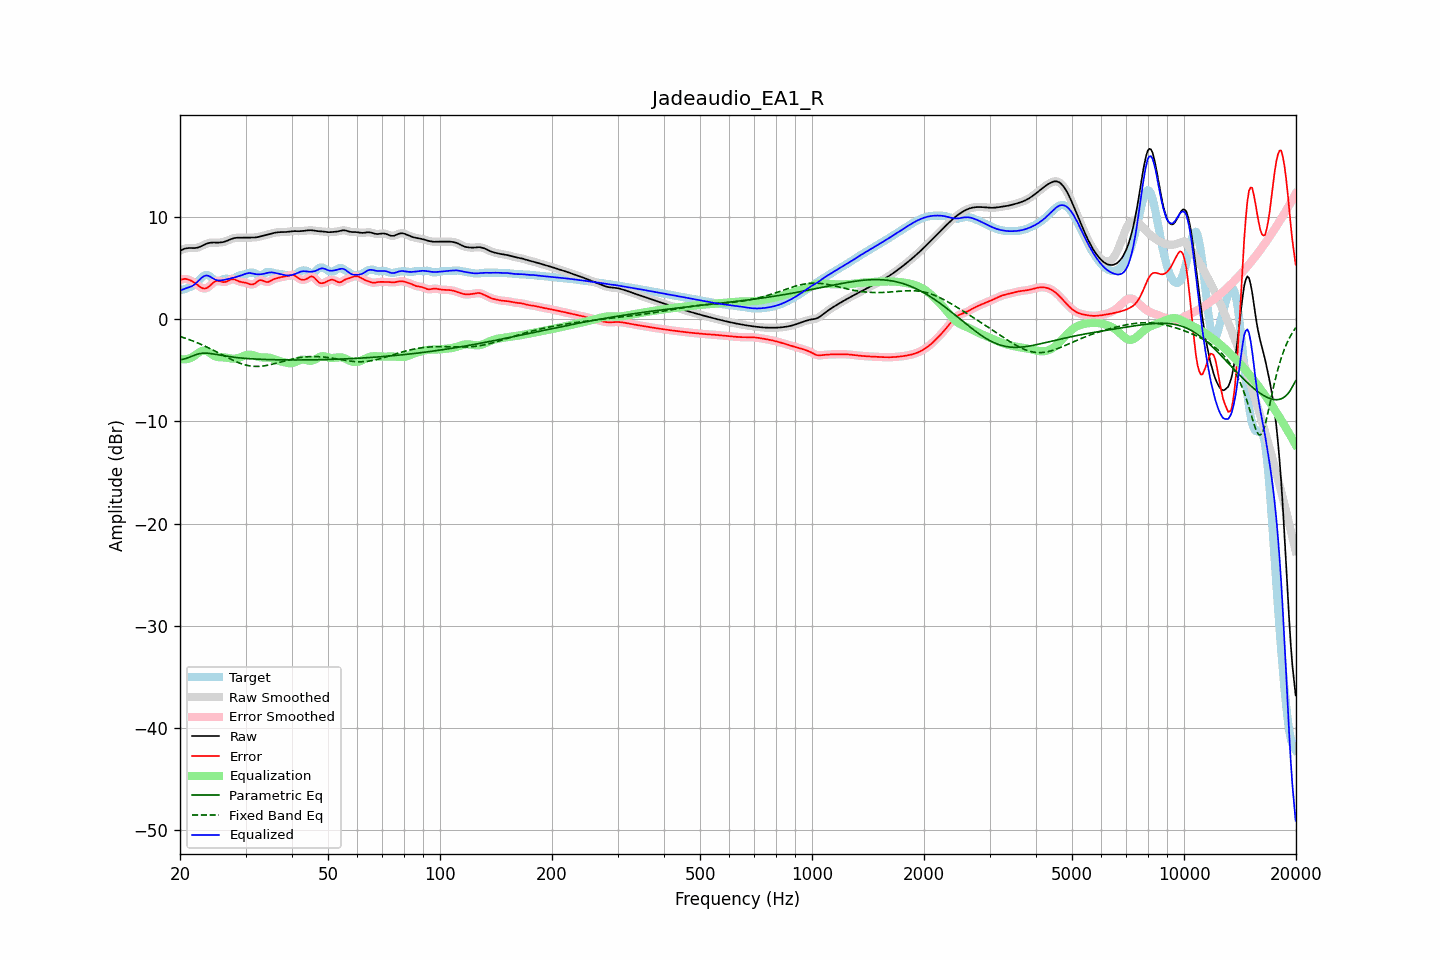 Jadeaudio_EA1_R
10
0
−10
−20
−30
−40
−50
Amplitude (dBr)
Target
Raw Smoothed
Error Smoothed
Raw
Error
Equalization
Parametric Eq
Fixed Band Eq
Equalized
20 50 100 200 500 1000 2000 5000 10000 20000
Frequency (Hz)